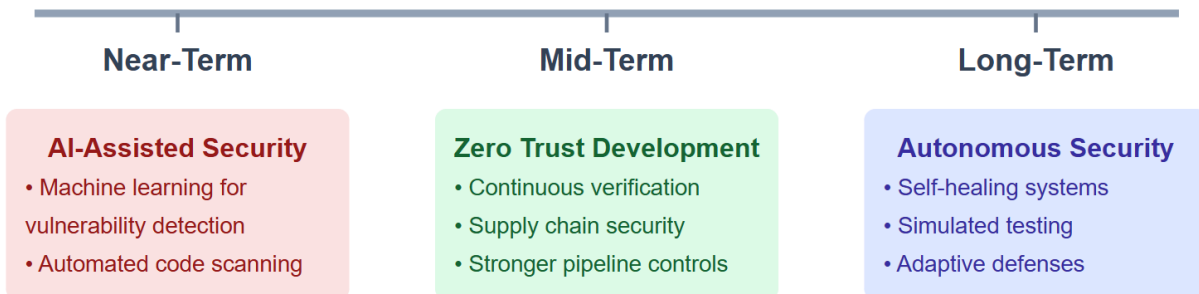 Near-Term
Mid-Term
Long-Term
AI-Assisted Security
• Machine learning for
vulnerability detection
• Automated code scanning
Zero Trust Development
• Continuous verification
• Supply chain security
• Stronger pipeline controls
Autonomous Security
• Self-healing systems
• Simulated testing
• Adaptive defenses